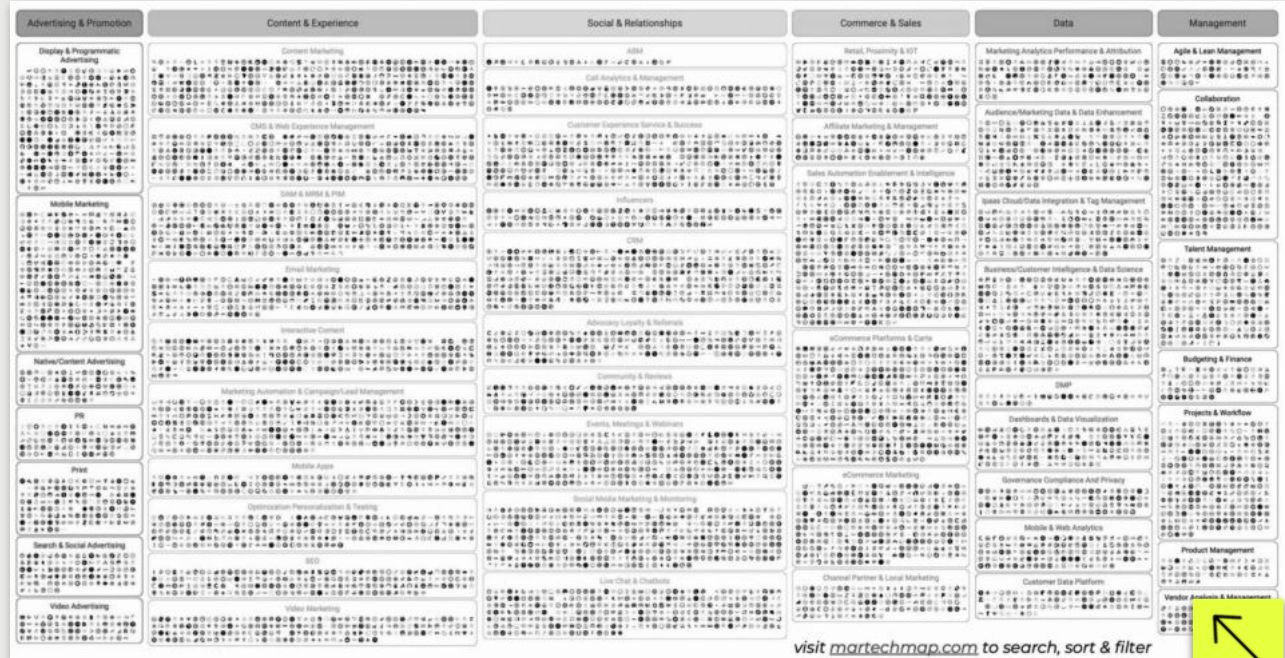 Advertising & Promotion
Display & Programmatic
Advertising
Mobile Marketing
Native/Content Advertising
PR
Print
Search & Social Advertising
Video Advertising
Content & Experience
Content Marketing
CMS & Web Experience Management
DAM & MRM & PIM
Email Marketing
Interactive Content
Marketing Automation & Campaign/Lead Management
Mobile Apps
Optimization Personalization & Testing
SEO
Video Marketing
Social & Relationships
ABM
Call Analytics & Management
Customer Experience Service & Success
Influencers
CRM
Advocacy Loyalty & Referrals
Community & Reviews
Events, Meetings & Webinars
Social Media Marketing & Monitoring
Live Chat & Chatbots
Commerce & Sales
Retail, Proximity & IOT
Affiliate Marketing & Management
Sales Automation Enablement & Intelligence
eCommerce Platforms & Carts
eCommerce Marketing
Channel Partner & Local Marketing
Data
Marketing Analytics Performance & Attribution
Audience/Marketing Data & Data Enhancement
Ipaas Cloud/Data Integration & Tag Management
Business/Customer Intelligence & Data Science
DMP
Dashboards & Data Visualization
Governance Compliance And Privacy
Mobile & Web Analytics
Customer Data Platform
Management
Agile & Lean Management
Collaboration
Talent Management
Budgeting & Finance
Projects & Workflow
Product Management
Vendor Analysis & Management
visit martechmap.com to search, sort & filter